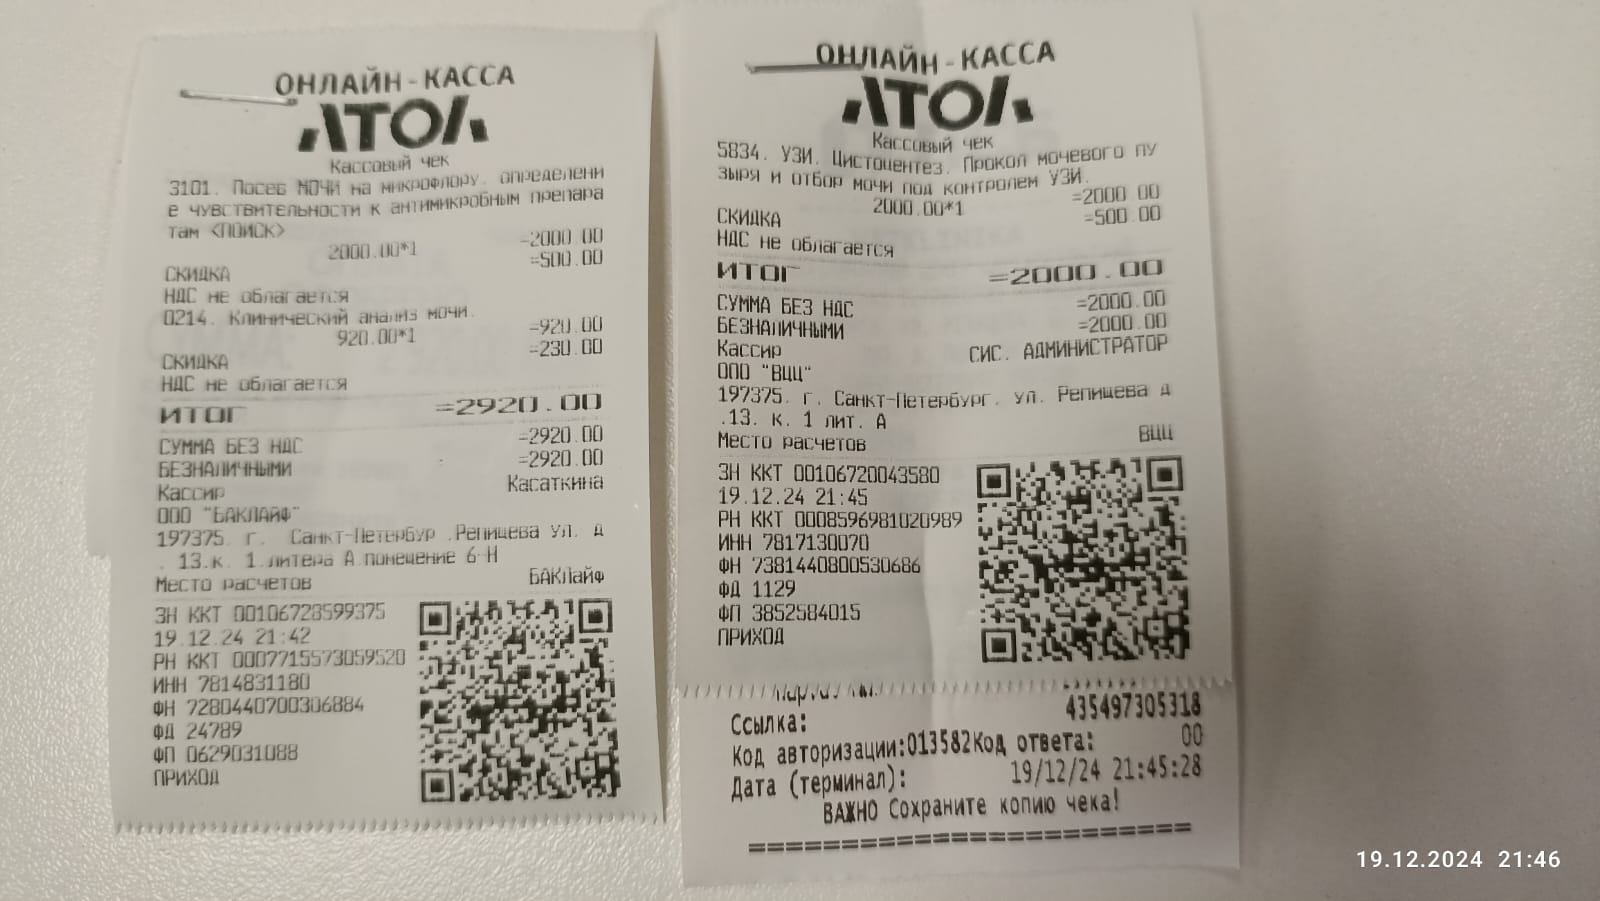 ОНЛАЙН-КАССА
АТОЛ
Кассовый чек
3101. Посев МОЧИ на микрофлору. определени
е чувствительности к антимикробным препара
там <ПОИСК>
2000.00*1 =2000.00
СКИДКА =500.00
НДС не облагается
0214. Клинический анализ мочи.
920.00*1 =920.00
СКИДКА =230.00
НДС не облагается
ИТОГ =2920.00
СУММА БЕЗ НДС =2920.00
БЕЗНАЛИЧНЫМИ =2920.00
Кассир Касаткина
ООО "БАКЛАЙФ"
197375. г. Санкт-Петербур .Репищева ул. д
. 13.к. 1.литера А.помещение 6-Н
Место расчетов БАКЛайф
ЗН ККТ 00106728599375
19.12.24 21:42
РН ККТ 0007715573059520
ИНН 7814831180
ФН 7280440700306884
ФД 24789
ФП 0629031088
ПРИХОД
ОНЛАЙН-КАССА
АТОЛ
Кассовый чек
5834. УЗИ. Цистоцентез. Прокол мочевого пу
зыря и отбор мочи под контролем УЗИ.
2000.00*1 =2000.00
СКИДКА =500.00
НДС не облагается
ИТОГ =2000.00
СУММА БЕЗ НДС =2000.00
БЕЗНАЛИЧНЫМИ =2000.00
Кассир СИС. АДМИНИСТРАТОР
ООО "ВЦЦ"
197375. г. Санкт-Петербург. ул. Репищева д
.13. к. 1 лит. А
Место расчетов ВЦЦ
ЗН ККТ 00106720043580
19.12.24 21:45
РН ККТ 0008596981020989
ИНН 7817130070
ФН 7381440800530686
ФД 1129
ФП 3852584015
ПРИХОД
Ссылка: 435497305318
Код авторизации:013582Код ответа: 00
Дата (терминал): 19/12/24 21:45:28
ВАЖНО Сохраните копию чека!
==========================================
19.12.2024 21:46